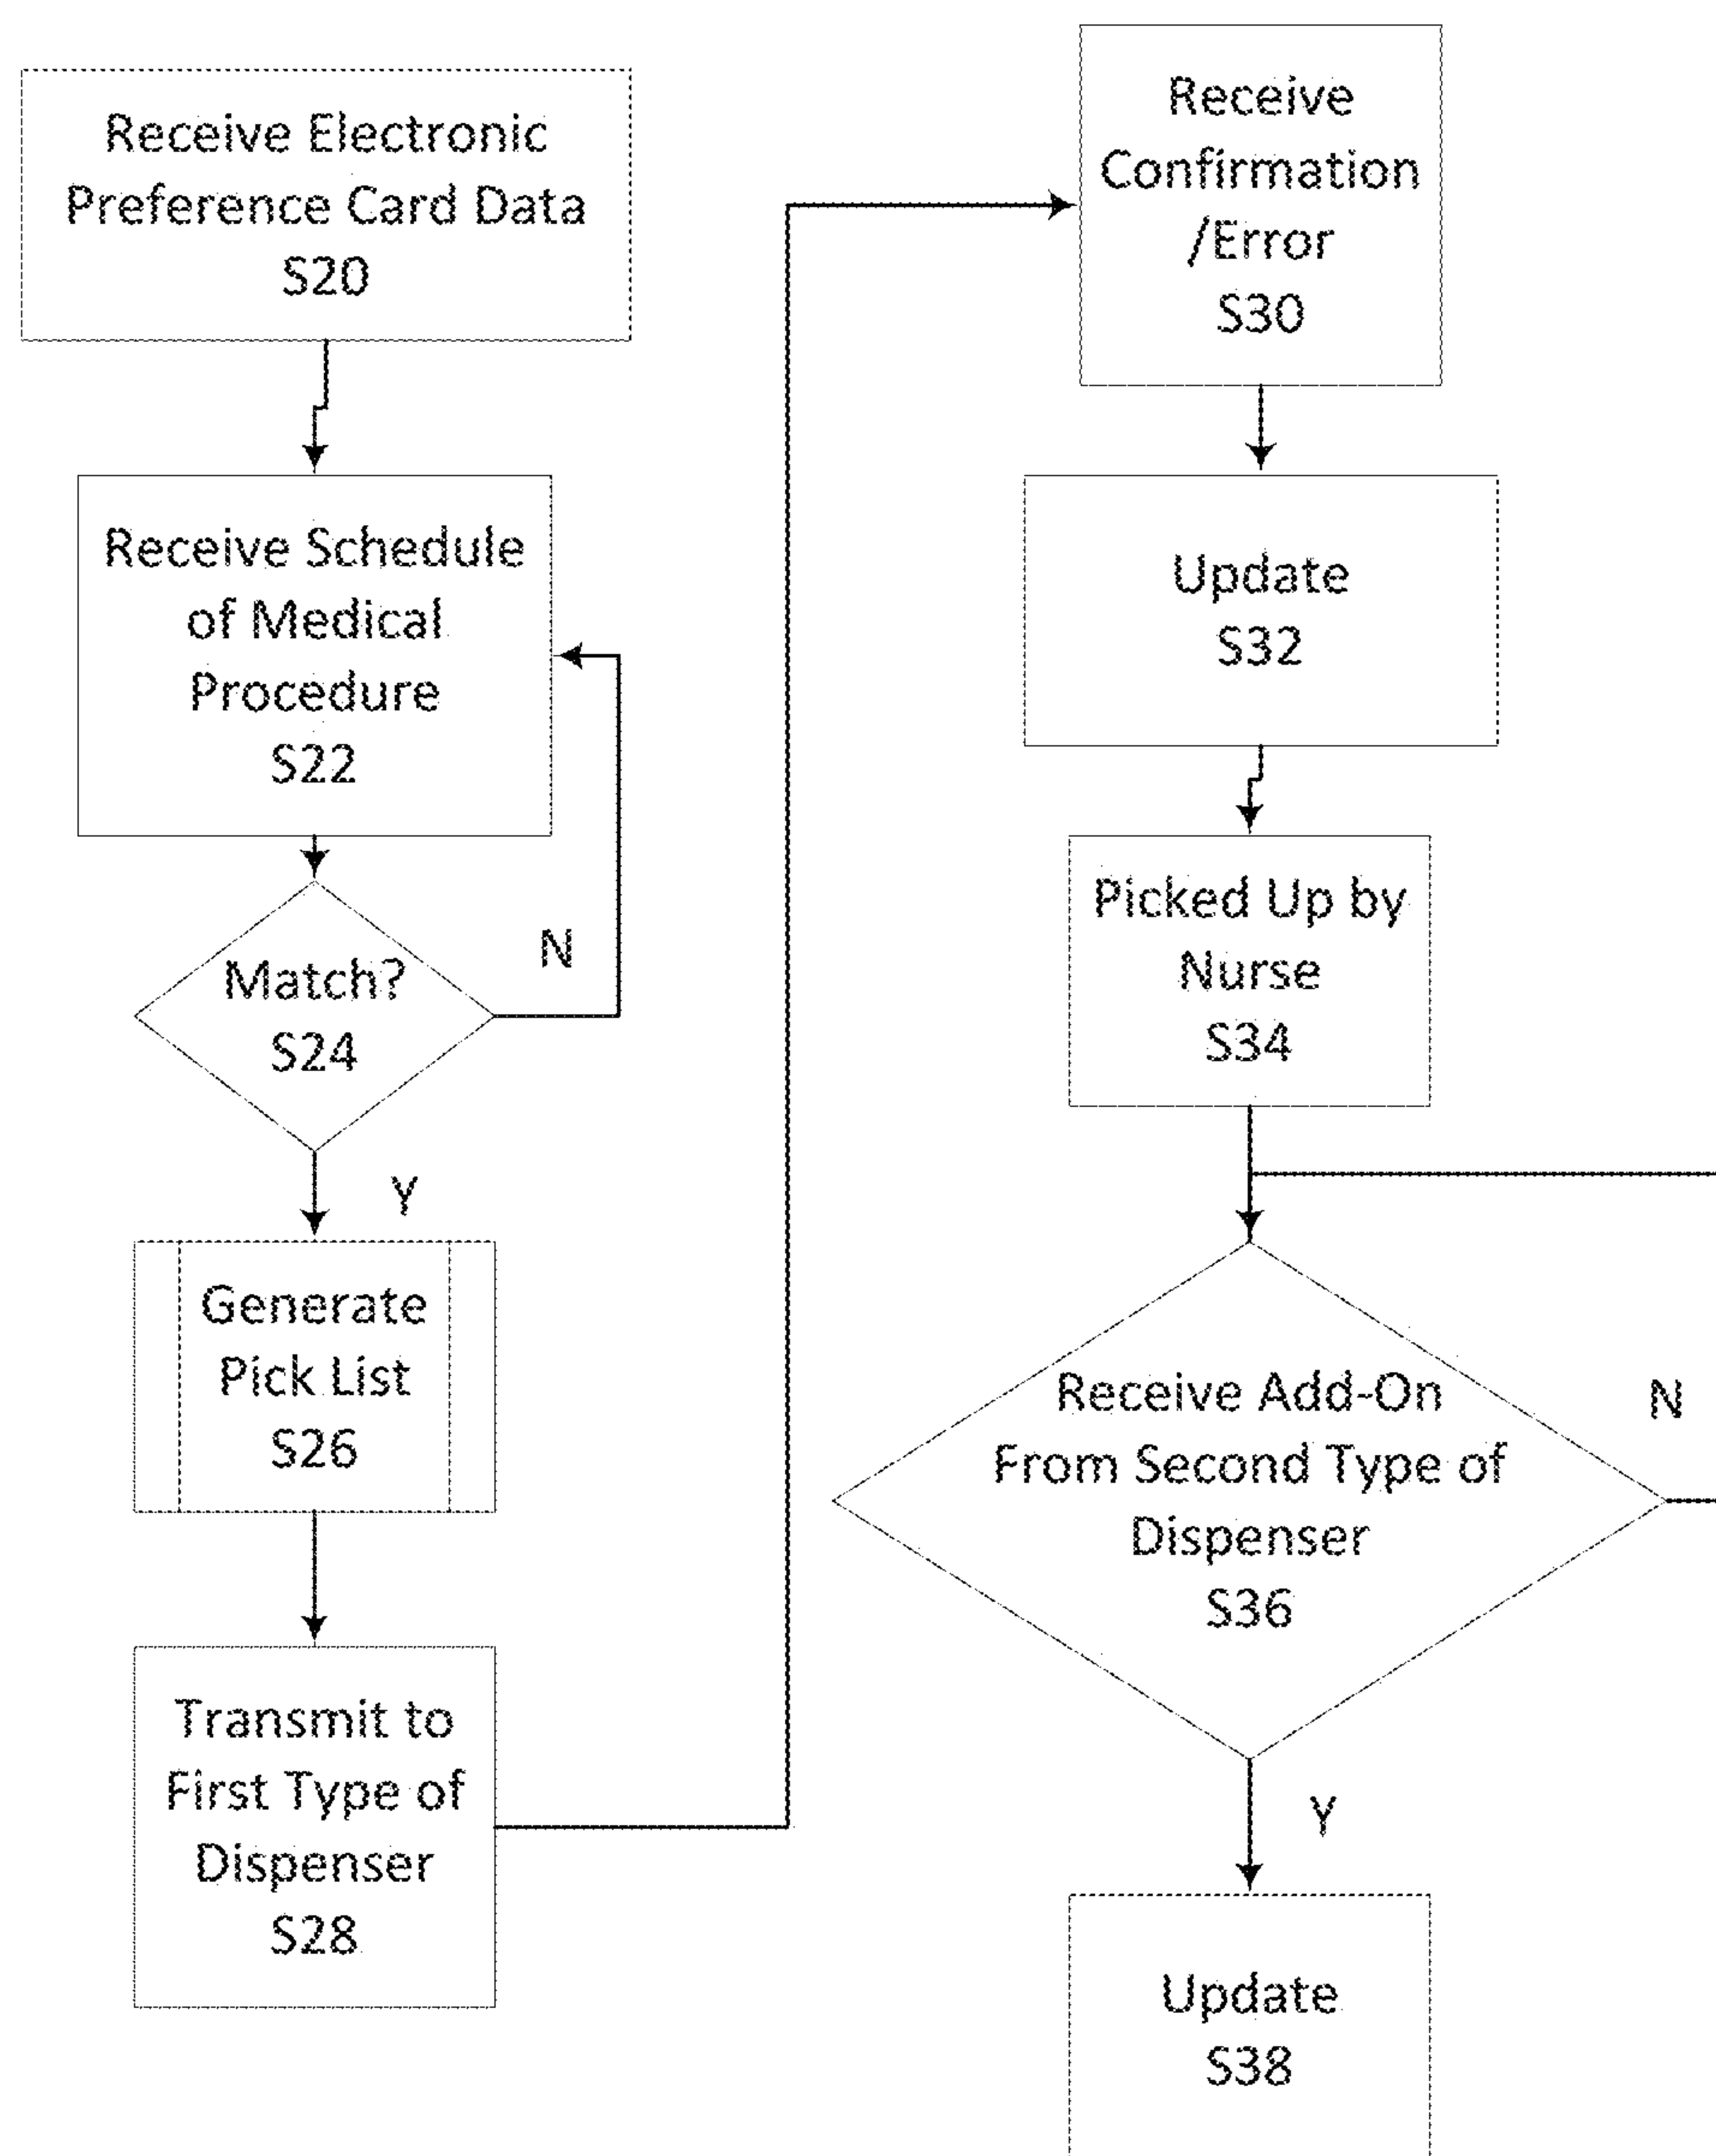 Receive Electronic
Preference Card Data
S20
Receive Schedule
of Medical
Procedure
S22
Match?
S24
N
Y
Generate
Pick List
S26
Transmit to
First Type of
Dispenser
S28
Receive
Confirmation
/Error
S30
Update
S32
Picked Up by
Nurse
S34
Receive Add-On
From Second Type of
Dispenser
S36
N
Y
Update
S38